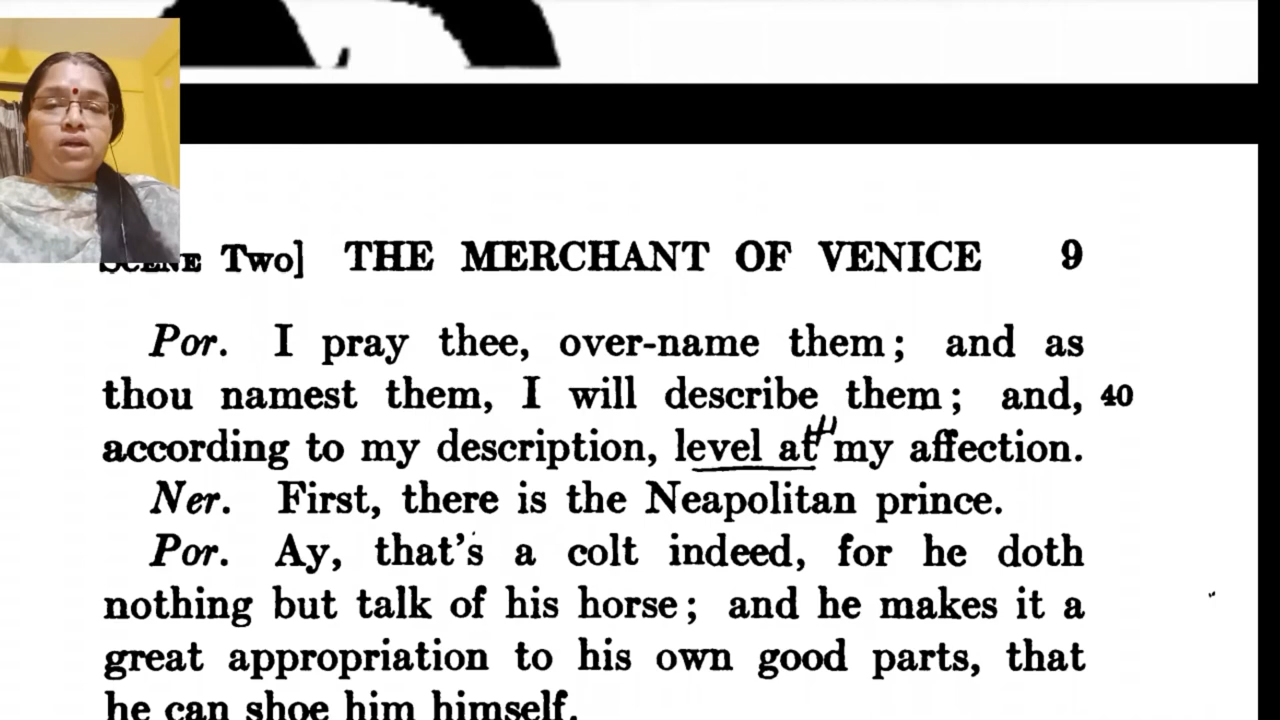 SCENE Two] THE MERCHANT OF VENICE 9
Por. I pray thee, over-name them; and as
thou namest them, I will describe them; and, 40
according to my description, level at my affection.
Ner. First, there is the Neapolitan prince.
Por. Ay, that's a colt indeed, for he doth
nothing but talk of his horse; and he makes it a
great appropriation to his own good parts, that
he can shoe him himself.